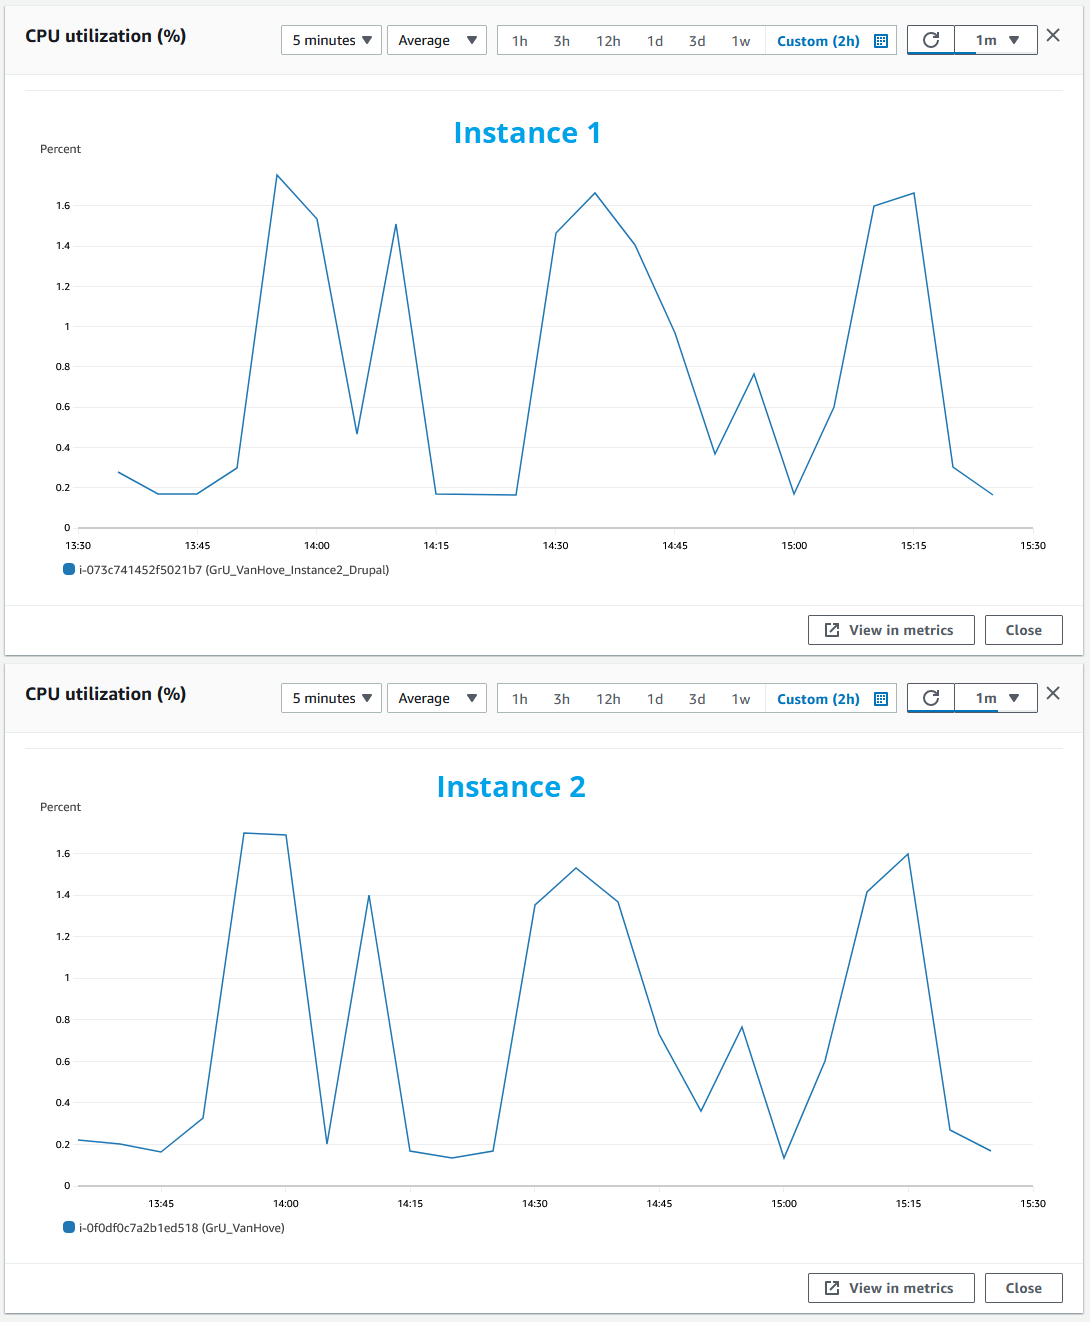 CPU utilization (%)
5 minutes Average 1h 3h 12h 1d 3d 1w Custom (2h) 1m
Instance 1
Percent
1.6
1.4
1.2
1
0.8
0.6
0.4
0.2
0
13:30 13:45 14:00 14:15 14:30 14:45 15:00 15:15 15:30
i-073c741452f5021b7 (GrU_VanHove_Instance2_Drupal)
View in metrics Close
CPU utilization (%)
5 minutes Average 1h 3h 12h 1d 3d 1w Custom (2h) 1m
Instance 2
Percent
1.6
1.4
1.2
1
0.8
0.6
0.4
0.2
0
13:45 14:00 14:15 14:30 14:45 15:00 15:15 15:30
i-0f0df0c7a2b1ed518 (GrU_VanHove)
View in metrics Close